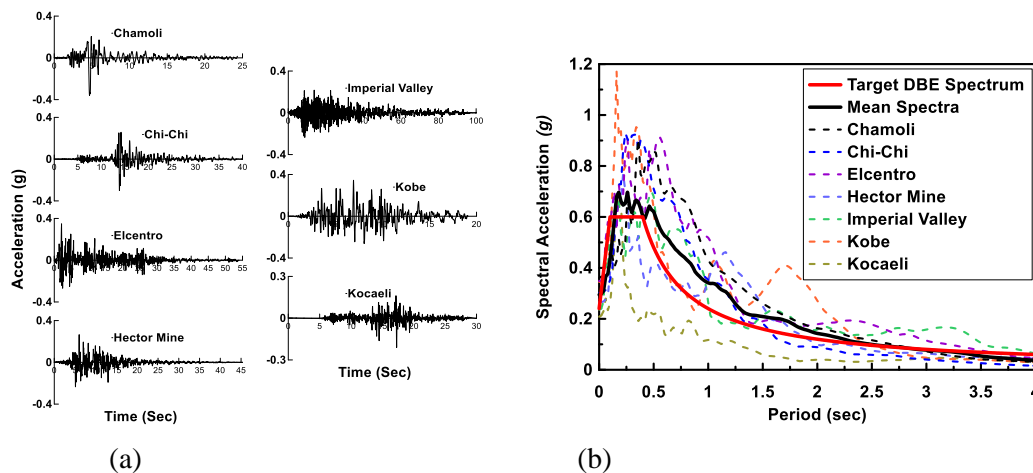 0.4
·Chamoli
0
0 5 10 15 20 25
-0.4
0.4
·Chi-Chi
0
0 5 10 15 20 25 30 35 40
-0.4
0.4
·Elcentro
0
0 5 10 15 20 25 30 35 40 45 50 55
-0.4
0.4
·Hector Mine
0
0 5 10 15 20 25 30 35 40 45
-0.4
Acceleration (g)
Time (Sec)
0.4
·Imperial Valley
0
0 20 40 60 80 100
-0.4
0.4
·Kobe
0
0 5 10 15 20
-0.4
0.3
·Kocaeli
0
0 5 10 15 20 25 30
-0.3
Time (Sec)
(a)
Spectral Acceleration (g)
1.2
1
0.8
0.6
0.4
0.2
0
0 0.5 1 1.5 2 2.5 3 3.5 4
Period (sec)
Target DBE Spectrum
Mean Spectra
Chamoli
Chi-Chi
Elcentro
Hector Mine
Imperial Valley
Kobe
Kocaeli
(b)